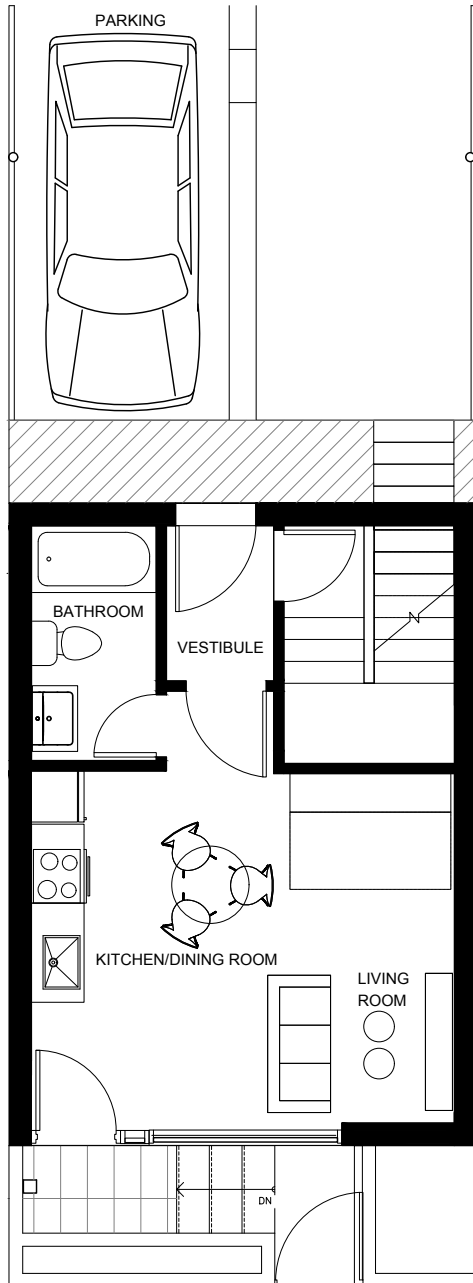 PARKING
BATHROOM
VESTIBULE
KITCHEN/DINING ROOM
LIVING
ROOM
DN